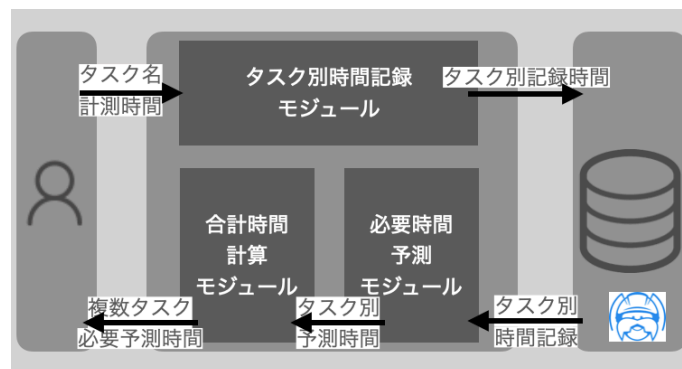 タスク名
計測時間
タスク別時間記録
モジュール
タスク別記録時間
合計時間
計算
モジュール
必要時間
予測
モジュール
複数タスク
必要予測時間
タスク別
予測時間
タスク別
時間記録